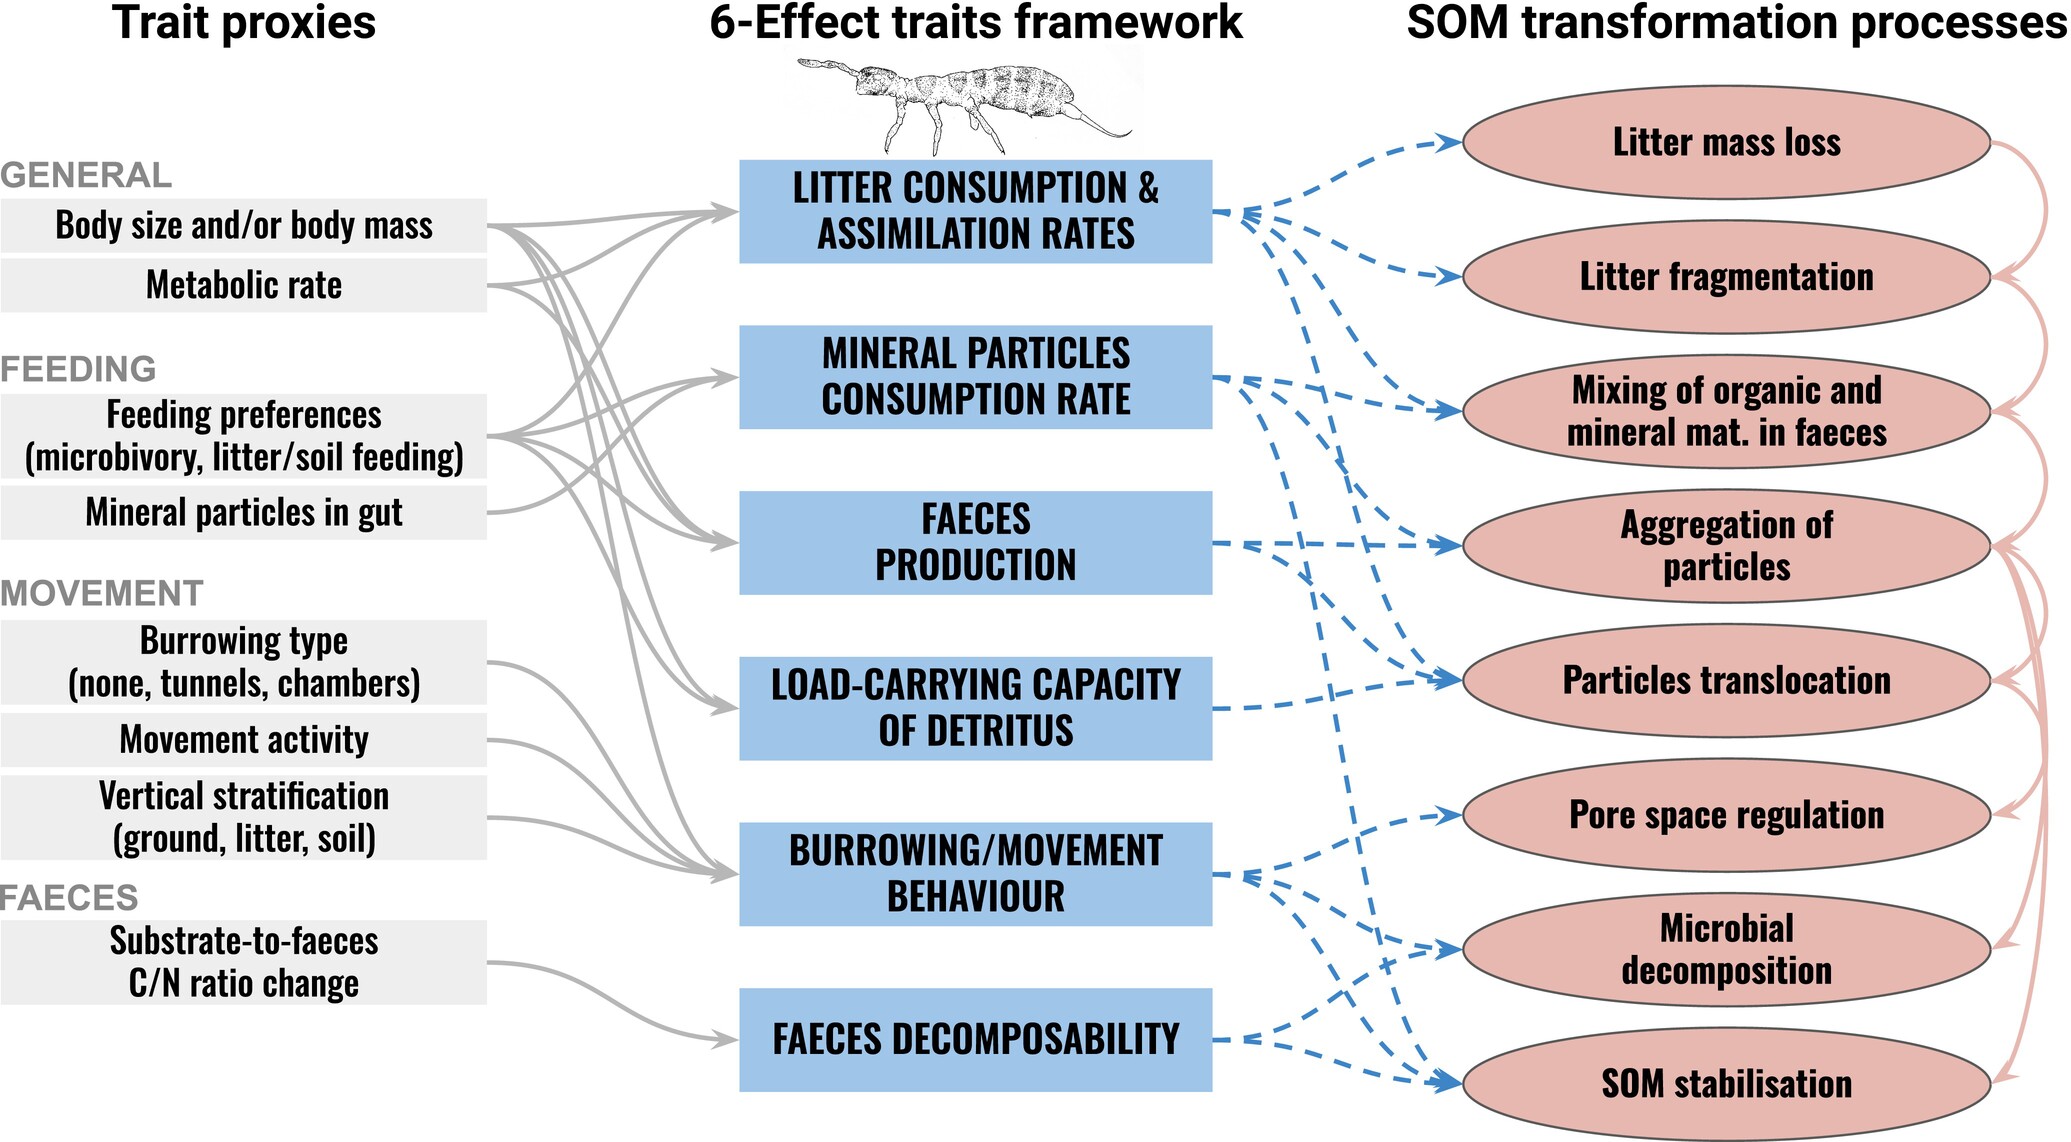 Trait proxies
6-Effect traits framework
SOM transformation processes
GENERAL
Body size and/or body mass
Metabolic rate
FEEDING
Feeding preferences
(microbivory, litter/soil feeding)
Mineral particles in gut
MOVEMENT
Burrowing type
(none, tunnels, chambers)
Movement activity
Vertical stratification
(ground, litter, soil)
FAECES
Substrate-to-faeces
C/N ratio change
LITTER CONSUMPTION &
ASSIMILATION RATES
MINERAL PARTICLES
CONSUMPTION RATE
FAECES
PRODUCTION
LOAD-CARRYING CAPACITY
OF DETRITUS
BURROWING/MOVEMENT
BEHAVIOUR
FAECES DECOMPOSABILITY
Litter mass loss
Litter fragmentation
Mixing of organic and
mineral mat. in faeces
Aggregation of
particles
Particles translocation
Pore space regulation
Microbial
decomposition
SOM stabilisation